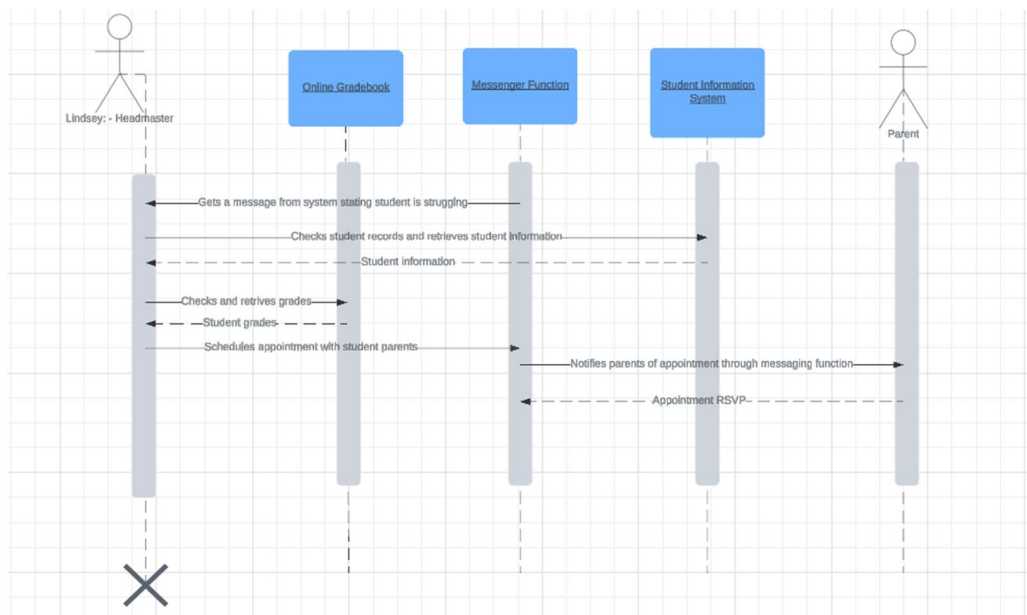 Online Gradebook
Messenger Function
Student Information
System
Lindsey: - Headmaster
Parent
Gets a message from system stating student is struggling
Checks student records and retrieves student information
Student information
Checks and retrives grades
Student grades
Schedules appointment with student parents
Notifies parents of appointment through messaging function
Appointment RSVP